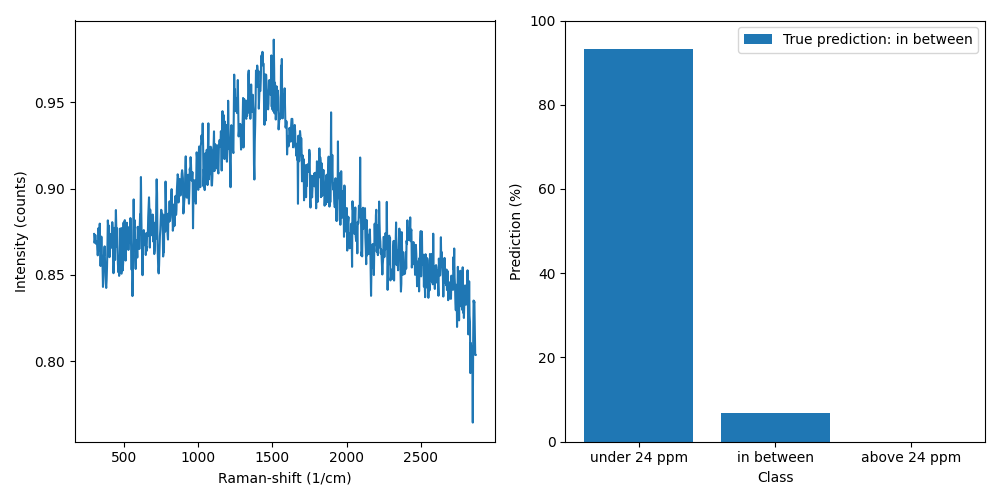 0.95
0.90
0.85
0.80
Intensity (counts)
500 1000 1500 2000 2500
Raman-shift (1/cm)
100
80
60
40
20
0
Prediction (%)
True prediction: in between
under 24 ppm in between above 24 ppm
Class